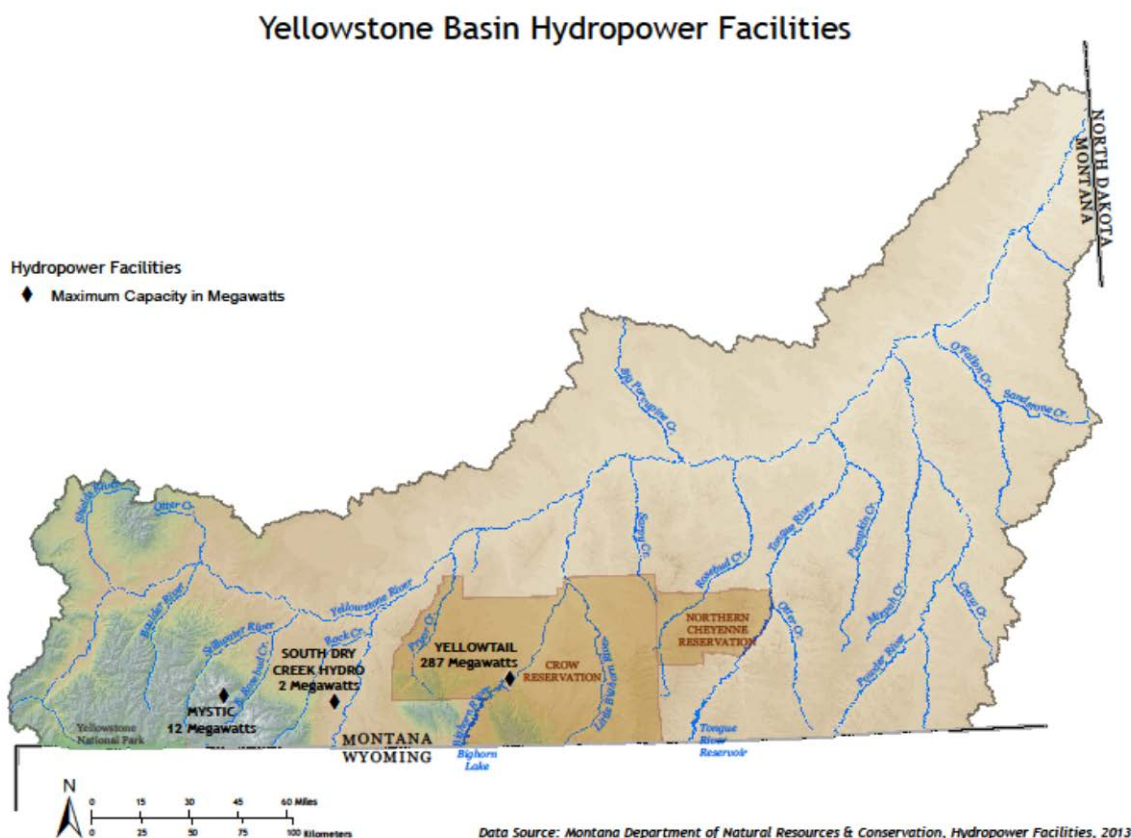 Yellowstone Basin Hydropower Facilities
NORTH DAKOTA
MONTANA
Hydropower Facilities
Maximum Capacity in Megawatts
O'Fallon Cr.
Sandstone Cr.
Big Porcupine Cr.
Shields River
Otter Cr.
Boulder River
Stillwater River
Yellowstone River
Rock Cr.
Pryor Cr.
Sarpy Cr.
Rosebud Cr.
Tongue River
Pumpkin Cr.
Mizpah Cr.
Otter Cr.
Powder River
NORTHERN
CHEYENNE
RESERVATION
SOUTH DRY
CREEK HYDRO
2 Megawatts
YELLOWTAIL
287 Megawatts
CROW
RESERVATION
Little Bighorn River
Bighorn River
Rosebud Cr.
MYSTIC
12 Megawatts
Yellowstone
National Park
MONTANA
WYOMING
Bighorn
Lake
Tongue
River
Reservoir
N
0 15 30 45 60 Miles
0 25 50 75 100 Kilometers
Data Source: Montana Department of Natural Resources & Conservation, Hydropower Facilities, 2013